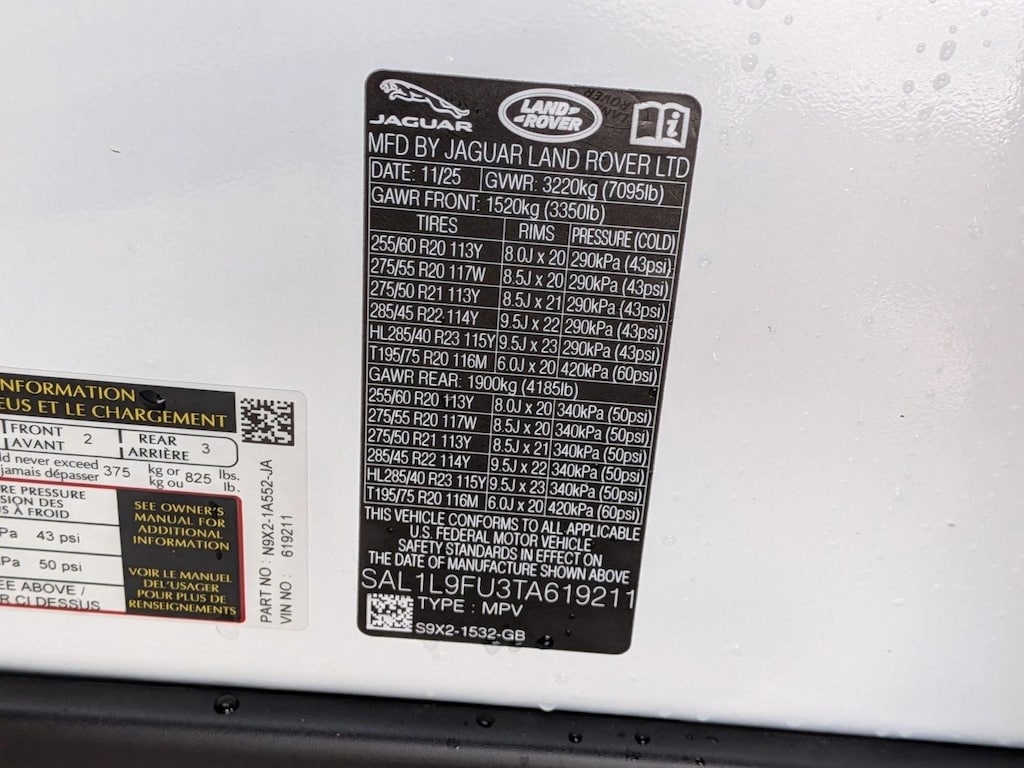 JAGUAR
LAND ROVER
i
MFD BY JAGUAR LAND ROVER LTD
DATE: 11/25 GVWR: 3220kg (7095lb)
GAWR FRONT: 1520kg (3350lb)
TIRES RIMS PRESSURE (COLD)
255/60 R20 113Y 8.0J x 20 290kPa (43psi)
275/55 R20 117W 8.5J x 20 290kPa (43psi)
275/50 R21 113Y 8.5J x 21 290kPa (43psi)
285/45 R22 114Y 9.5J x 22 290kPa (43psi)
HL285/40 R23 115Y 9.5J x 23 290kPa (43psi)
T195/75 R20 116M 6.0J x 20 420kPa (60psi)
GAWR REAR: 1900kg (4185lb)
255/60 R20 113Y 8.0J x 20 340kPa (50psi)
275/55 R20 117W 8.5J x 20 340kPa (50psi)
275/50 R21 113Y 8.5J x 21 340kPa (50psi)
285/45 R22 114Y 9.5J x 22 340kPa (50psi)
HL285/40 R23 115Y 9.5J x 23 340kPa (50psi)
T195/75 R20 116M 6.0J x 20 420kPa (60psi)
THIS VEHICLE CONFORMS TO ALL APPLICABLE
U.S. FEDERAL MOTOR VEHICLE
SAFETY STANDARDS IN EFFECT ON
THE DATE OF MANUFACTURE SHOWN ABOVE
SAL1L9FU3TA619211
TYPE : MPV
S9X2-1532-GB
NFORMATION
EUS ET LE CHARGEMENT
FRONT 2 REAR 3
AVANT ARRIÈRE
ld never exceed 375 kg or 825 lbs.
jamais dépasser kg ou lb.
RE PRESSURE
SION DES
S À FROID
Pa 43 psi
kPa 50 psi
EE ABOVE /
R CI DESSUS
SEE OWNER'S
MANUAL FOR
ADDITIONAL
INFORMATION
VOIR LE MANUEL
DEL'USAGER
POUR PLUS DE
RENSEIGNEMENTS
PART NO : N9X2-1A552-JA
VIN NO : 619211